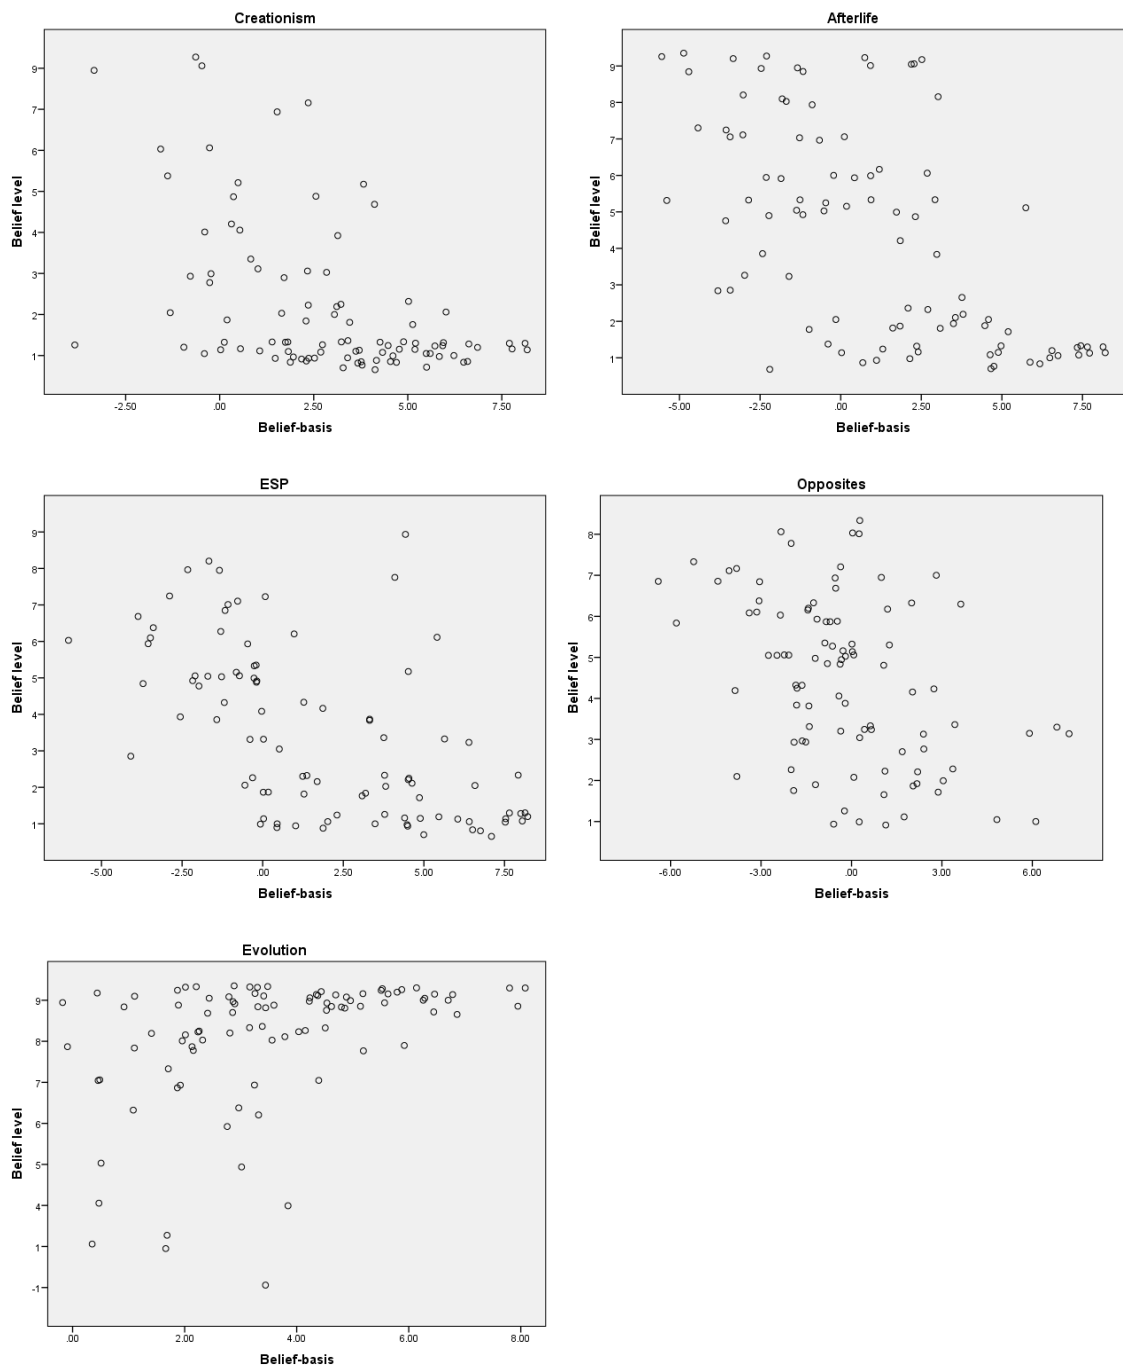 Creationism
Belief level
9
7
6
5
4
3
2
1
-2.50 .00 2.50 5.00 7.50
Belief-basis
Afterlife
Belief level
9
8
7
6
5
4
3
2
1
-5.00 -2.50 .00 2.50 5.00 7.50
Belief-basis
ESP
Belief level
9
8
7
6
5
4
3
2
1
-5.00 -2.50 .00 2.50 5.00 7.50
Belief-basis
Opposites
Belief level
8
7
6
5
4
3
2
1
-6.00 -3.00 .00 3.00 6.00
Belief-basis
Evolution
Belief level
9
8
7
6
5
4
1
-1
.00 2.00 4.00 6.00 8.00
Belief-basis